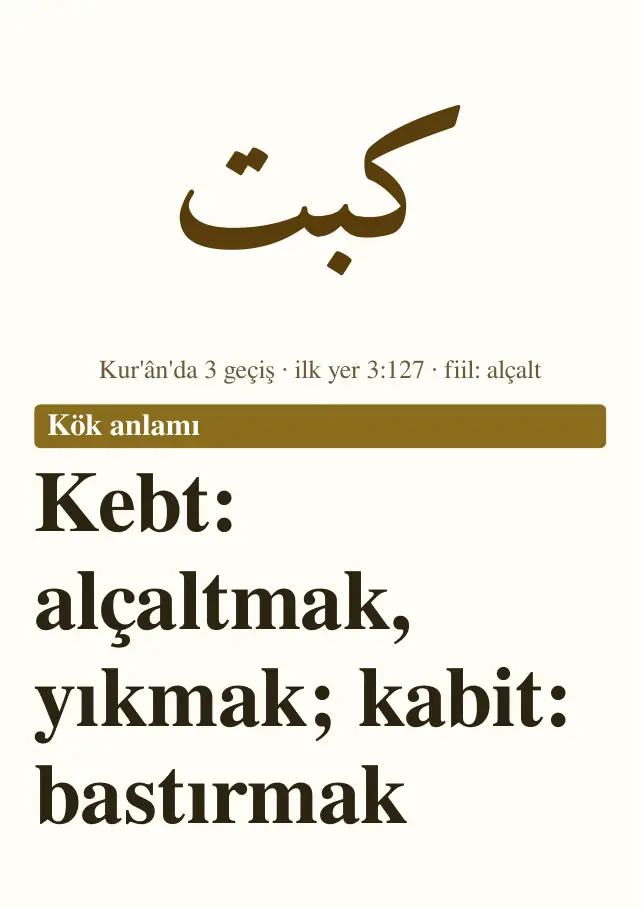 كبت
Kur'ân'da 3 geçiş · ilk yer 3:127 · fiil: alçalt
Kök anlamı
Kebt:
alçaltmak,
yıkmak; kabit:
bastırmak